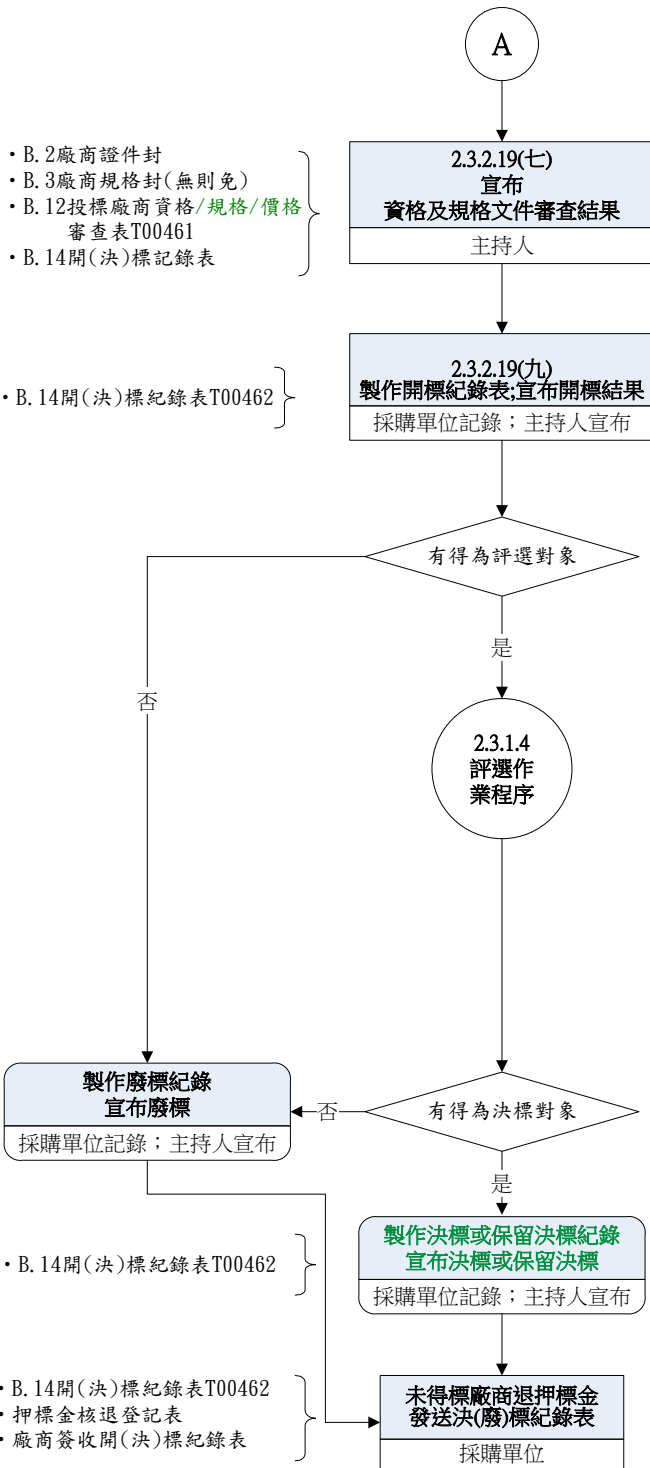 A
・B.2廠商證件封
・B.3廠商規格封(無則免)
・B.12投標廠商資格/規格/價格
審查表T00461
・B.14開(決)標記錄表
2.3.2.19(七)
宣布
資格及規格文件審查結果
主持人
・B.14開(決)標紀錄表T00462
2.3.2.19(九)
製作開標紀錄表;宣布開標結果
採購單位記錄；主持人宣布
有得為評選對象
是
否
2.3.1.4
評選作
業程序
製作廢標紀錄
宣布廢標
採購單位記錄；主持人宣布
否
有得為決標對象
是
・B.14開(決)標紀錄表T00462
製作決標或保留決標紀錄
宣布決標或保留決標
採購單位記錄；主持人宣布
・B.14開(決)標紀錄表T00462
・押標金核退登記表
・廠商簽收開(決)標紀錄表
未得標廠商退押標金
發送決(廢)標紀錄表
採購單位